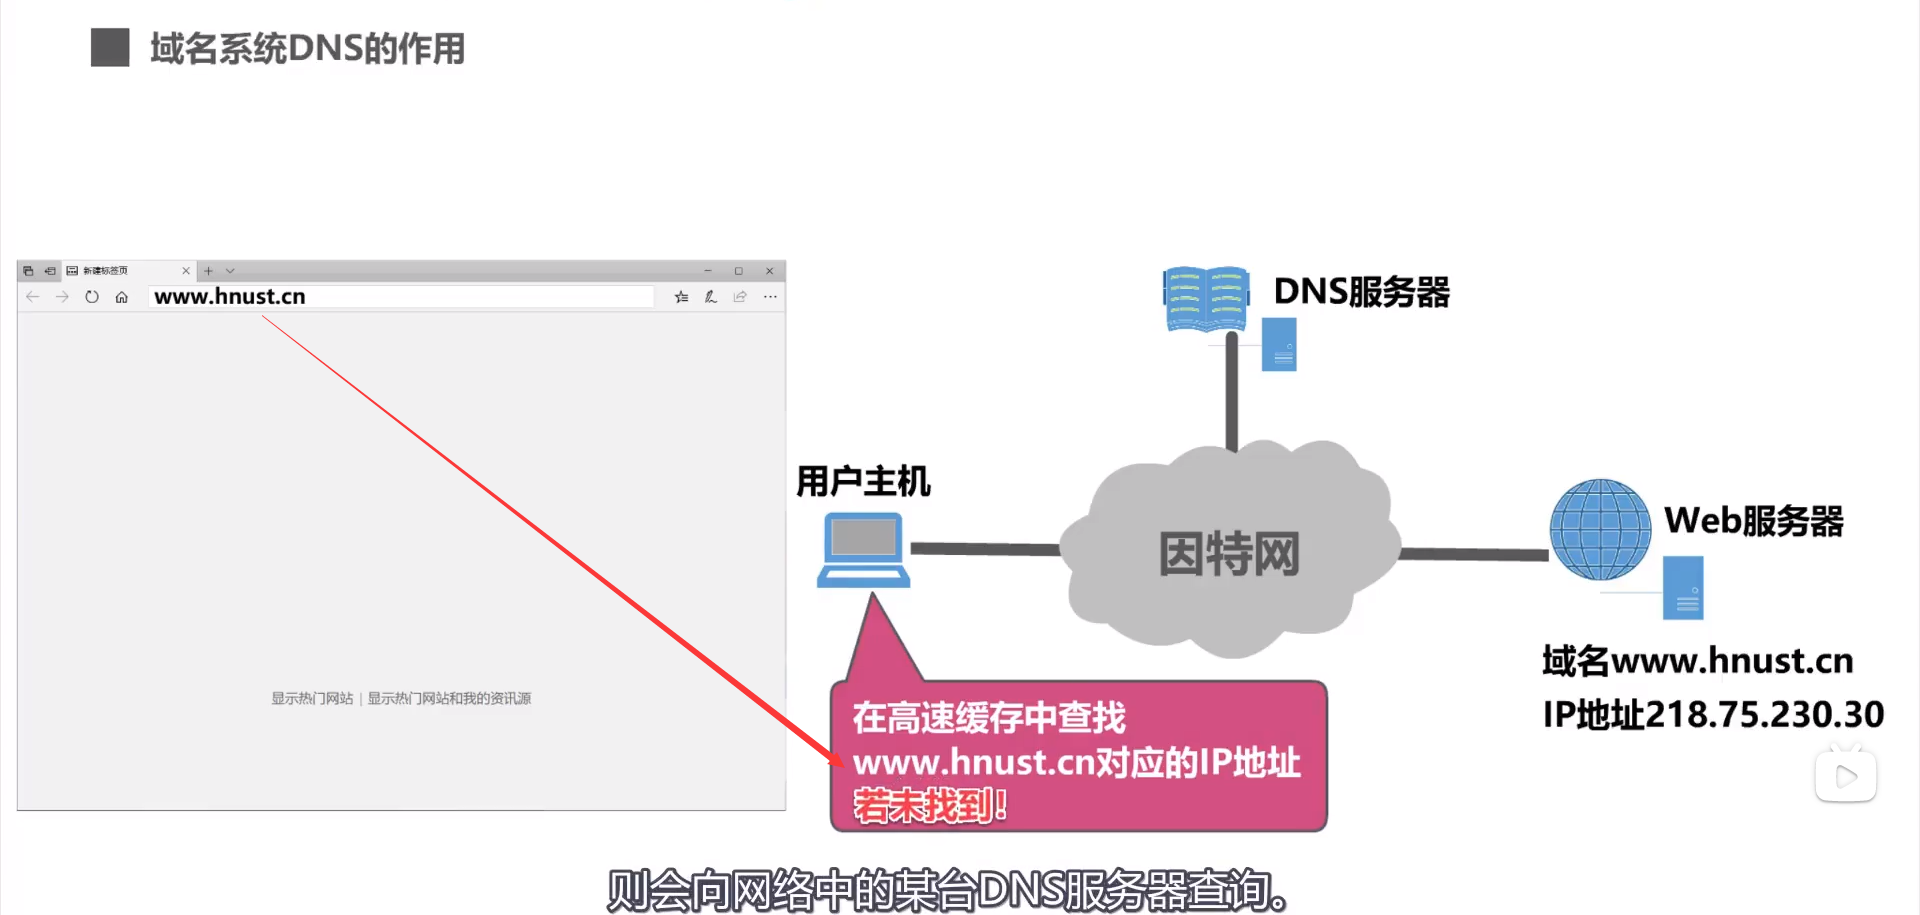 域名系统DNS的作用
新建标签页
www.hnust.cn
显示热门网站 | 显示热门网站和我的资讯源
DNS服务器
用户主机
因特网
Web服务器
域名www.hnust.cn
IP地址218.75.230.30
在高速缓存中查找
www.hnust.cn对应的IP地址
若未找到！
则会向网络中的某台DNS服务器查询。